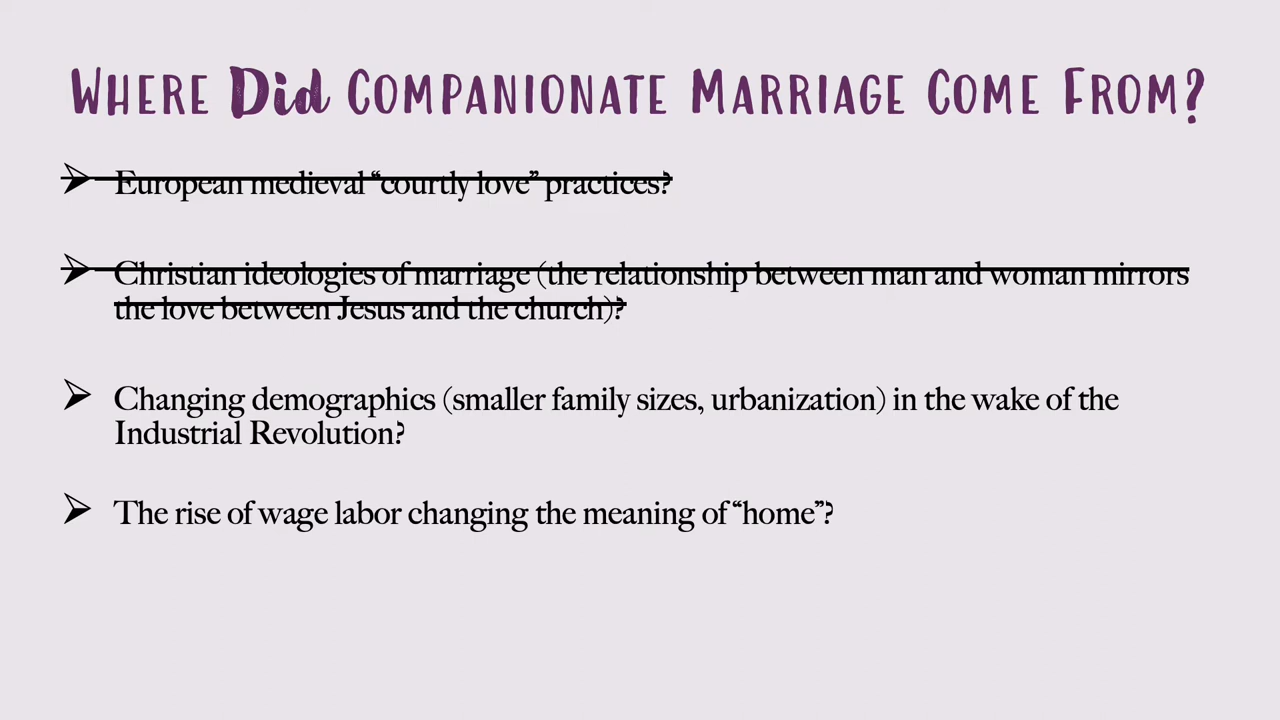 WHERE Did COMPANIONATE MARRIAGE COME FROM?
➢ European medieval “courtly love” practices?
➢ Christian ideologies of marriage (the relationship between man and woman mirrors
the love between Jesus and the church)?
➢ Changing demographics (smaller family sizes, urbanization) in the wake of the
Industrial Revolution?
➢ The rise of wage labor changing the meaning of “home”?